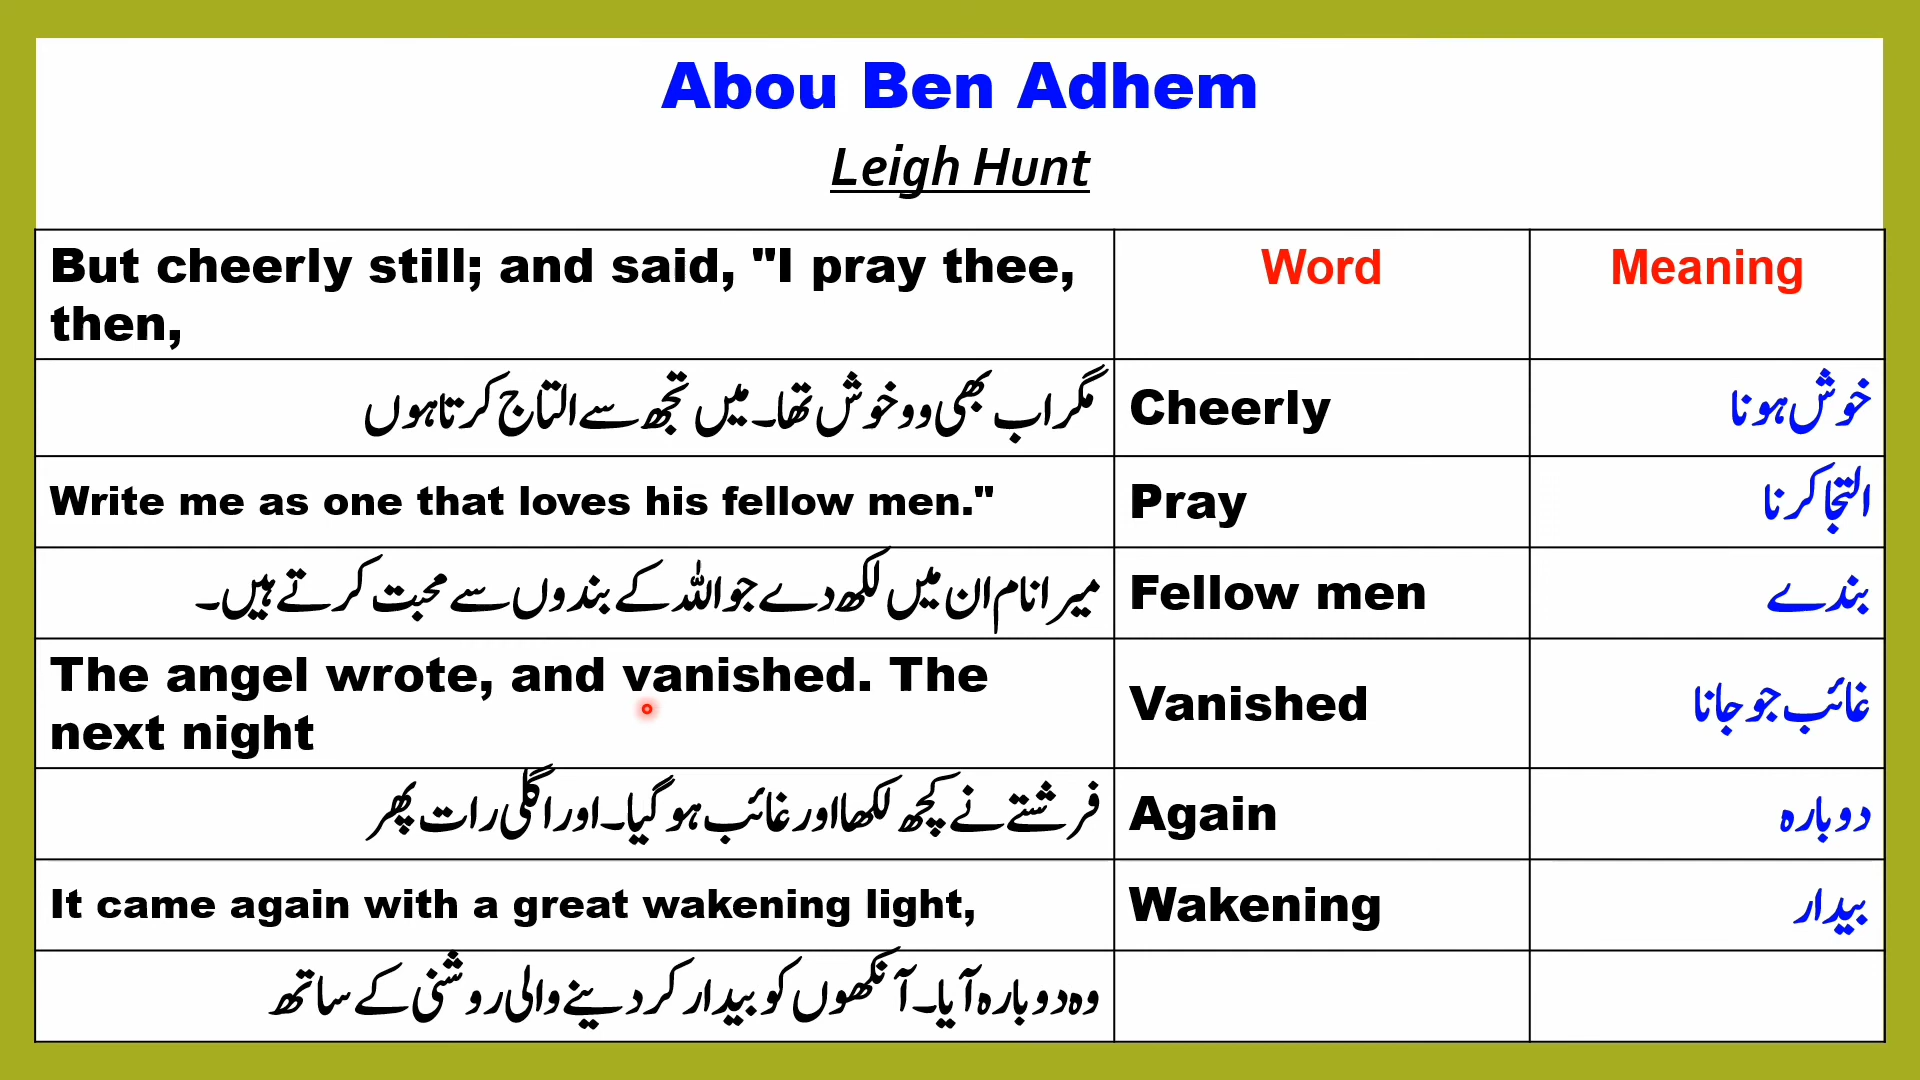 Abou Ben Adhem
Leigh Hunt
But cheerly still; and said, "I pray thee,
then,
Word
Meaning
مگر اب بھی وو خوش تھا۔ میں تجھ سے التاج کرتا ہوں
Cheerly
خوش ہونا
Write me as one that loves his fellow men."
Pray
التجا کرنا
میرا نام ان میں لکھ دے جو اللہ کے بندوں سے محبت کرتے ہیں۔
Fellow men
بندے
The angel wrote, and vanished. The
next night
Vanished
غائب جو جانا
فرشتے نے کچھ لکھا اور غائب ہو گیا۔ اور اگلی رات پھر
Again
دوبارہ
It came again with a great wakening light,
Wakening
بیدار
وہ دوبارہ آیا۔ آنکھوں کو بیدار کر دینے والی روشنی کے ساتھ